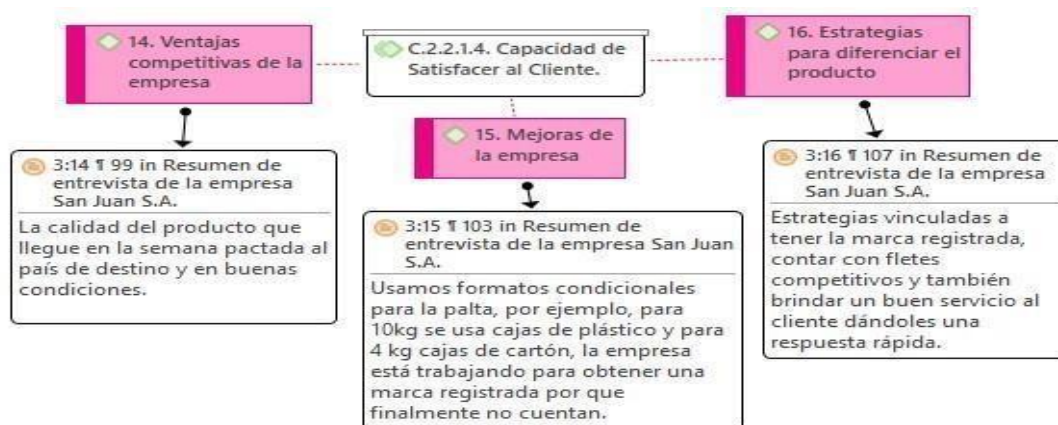 14. Ventajas
competitivas de la
empresa
C.2.2.1.4. Capacidad de
Satisfacer al Cliente.
16. Estrategias
para diferenciar el
producto
15. Mejoras de
la empresa
3:14 ¶ 99 in Resumen de
entrevista de la empresa
San Juan S.A.
La calidad del producto que
llegue en la semana pactada al
país de destino y en buenas
condiciones.
3:15 ¶ 103 in Resumen de
entrevista de la empresa San Juan
S.A.
Usamos formatos condicionales
para la palta, por ejemplo, para
10kg se usa cajas de plástico y para
4 kg cajas de cartón, la empresa
está trabajando para obtener una
marca registrada por que
finalmente no cuentan.
3:16 ¶ 107 in Resumen de
entrevista de la empresa
San Juan S.A.
Estrategias vinculadas a
tener la marca registrada,
contar con fletes
competitivos y también
brindar un buen servicio al
cliente dándoles una
respuesta rápida.